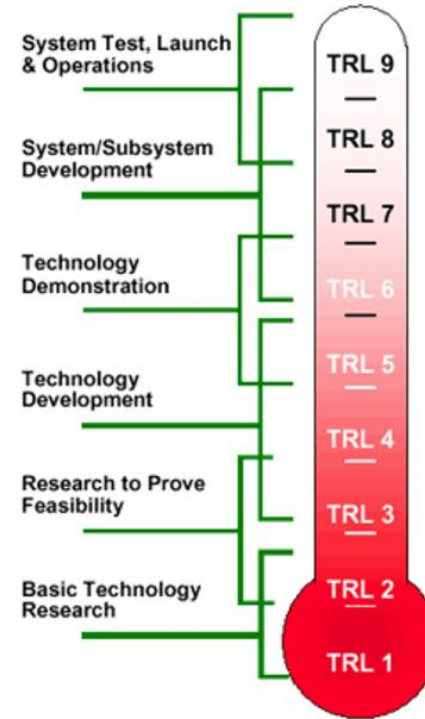 System Test, Launch
& Operations
System/Subsystem
Development
Technology
Demonstration
Technology
Development
Research to Prove
Feasibility
Basic Technology
Research
TRL 9
TRL 8
TRL 7
TRL 6
TRL 5
TRL 4
TRL 3
TRL 2
TRL 1